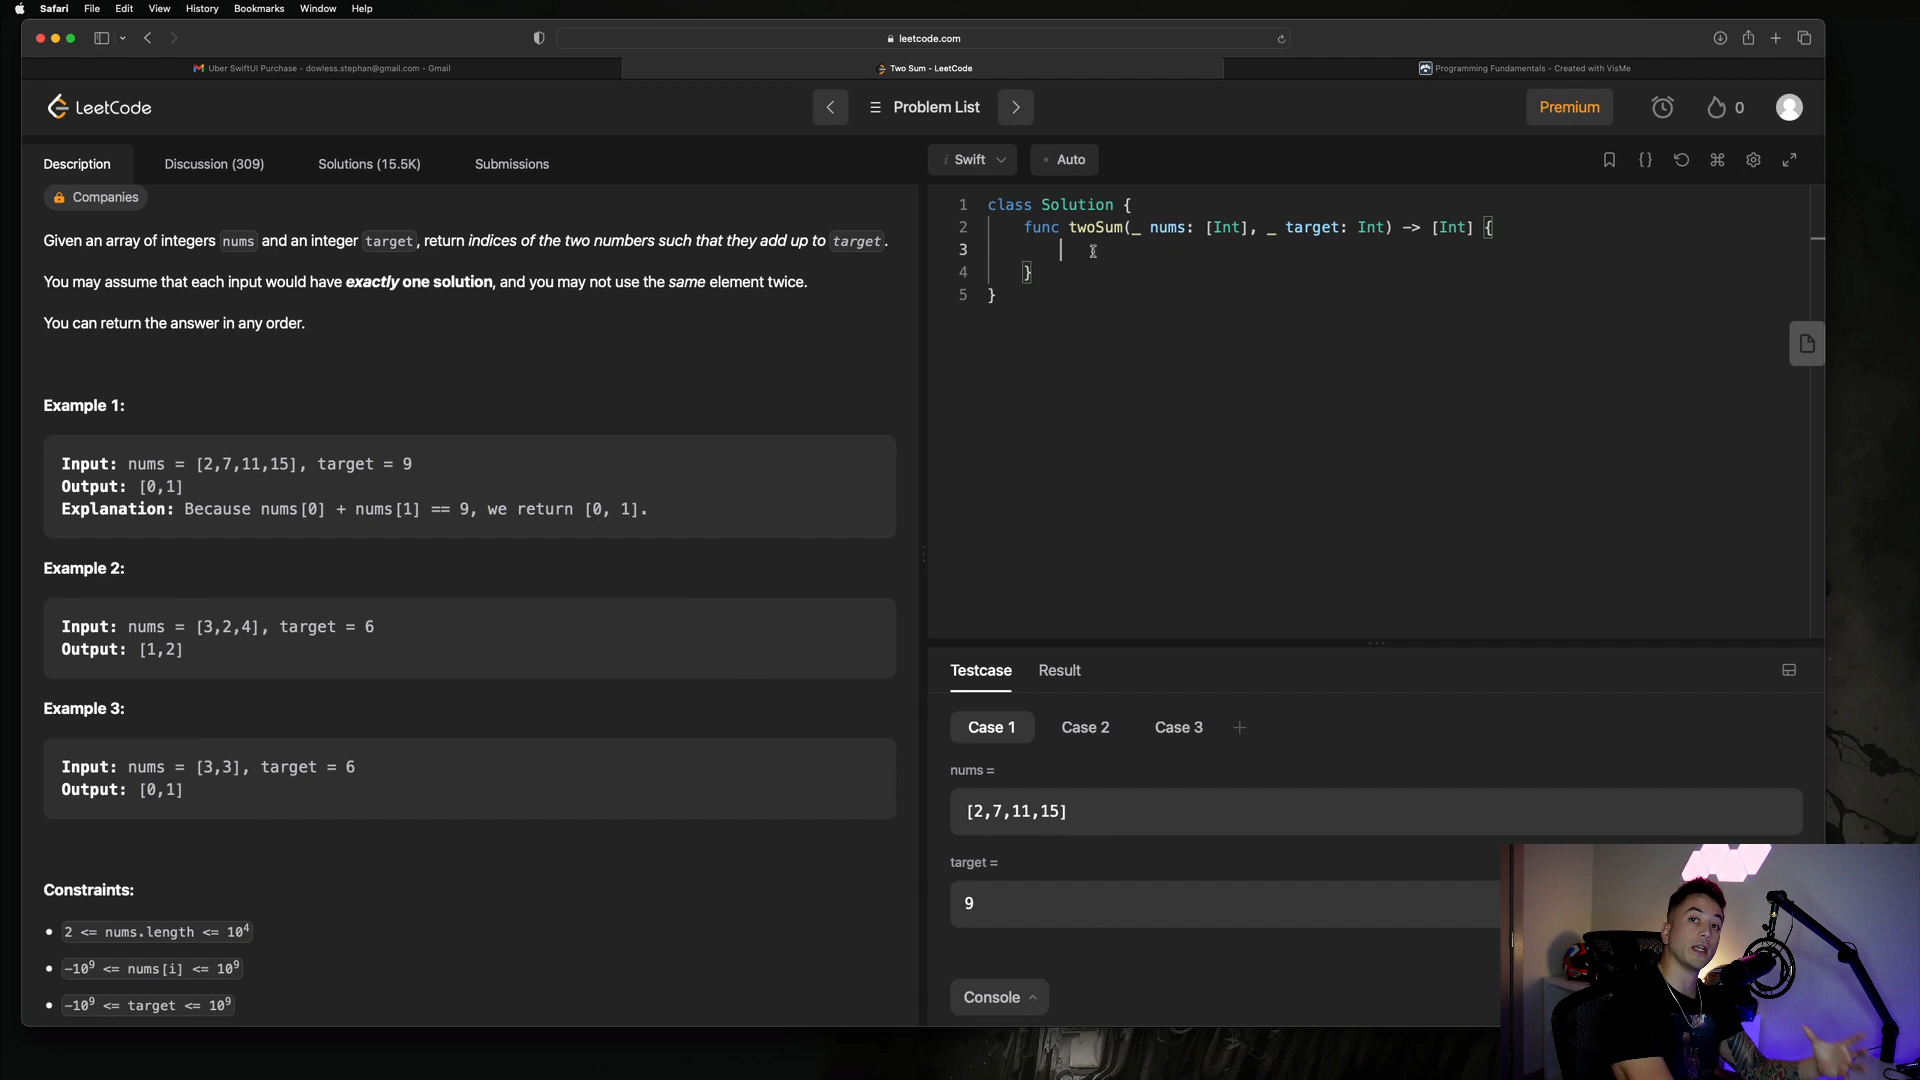 Safari File Edit View History Bookmarks Window Help
leetcode.com
Uber SwiftUI Purchase - dowless.stephan@gmail.com - Gmail
Two Sum - LeetCode
Programming Fundamentals - Created with VisMe
LeetCode
Problem List
Premium
0
Description Discussion (309) Solutions (15.5K) Submissions
Companies
Given an array of integers nums and an integer target, return indices of the two numbers such that they add up to target.
You may assume that each input would have exactly one solution, and you may not use the same element twice.
You can return the answer in any order.
Example 1:
Input: nums = [2,7,11,15], target = 9
Output: [0,1]
Explanation: Because nums[0] + nums[1] == 9, we return [0, 1].
Example 2:
Input: nums = [3,2,4], target = 6
Output: [1,2]
Example 3:
Input: nums = [3,3], target = 6
Output: [0,1]
Constraints:
2 <= nums.length <= 10⁴
-10⁹ <= nums[i] <= 10⁹
-10⁹ <= target <= 10⁹
i Swift Auto
1 class Solution {
2 func twoSum(_ nums: [Int], _ target: Int) -> [Int] {
3
4 }
5 }
Testcase Result
Case 1 Case 2 Case 3
nums =
[2,7,11,15]
target =
9
Console